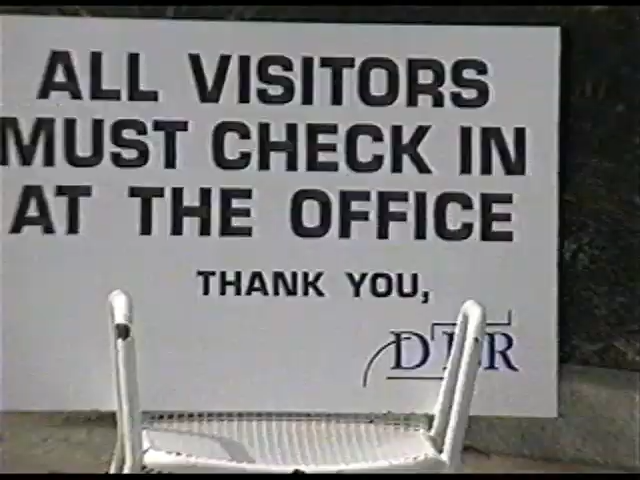 ALL VISITORS
MUST CHECK IN
AT THE OFFICE
THANK YOU,